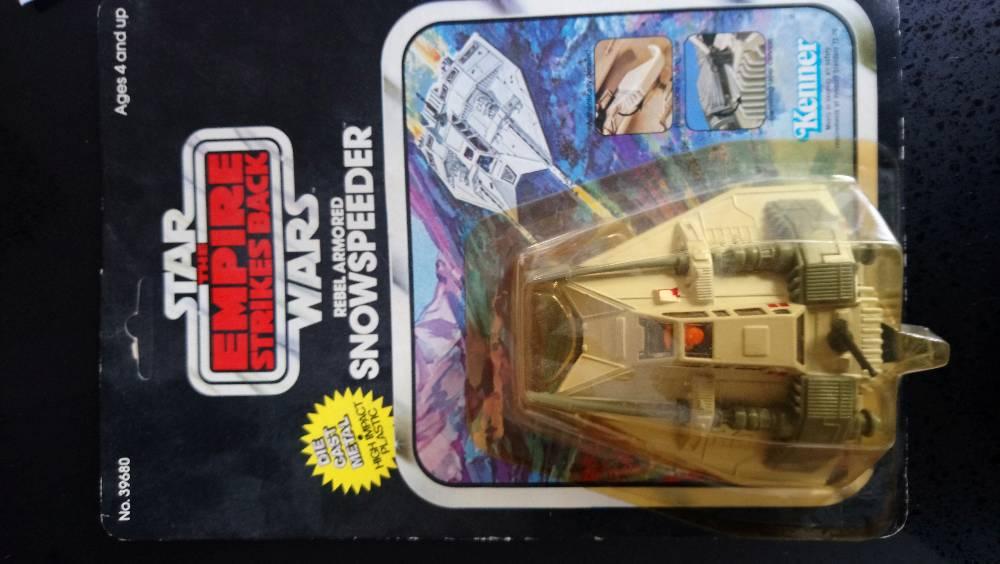 No. 39680
Ages 4 and up
STAR
THE
EMPIRE
STRIKES BACK
WARS
REBEL ARMORED
SNOWSPEEDER
DIE
CAST
METAL
HIGH IMPACT
PLASTIC
Kenner